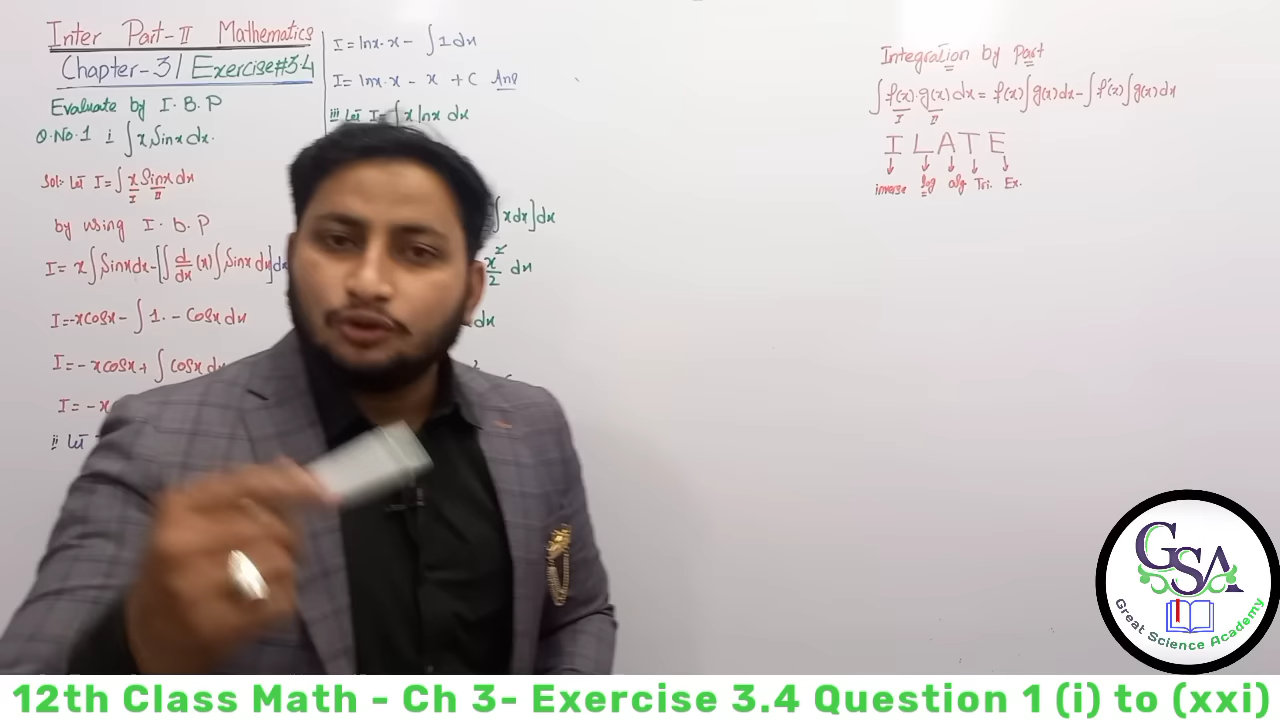 Inter Part-II Mathematics
Chapter-3/ Exercise#3.4
Evaluate by I.B.P
Q.No.1 i ∫ x Sinx dx.
Sol:- Let I = ∫ x Sinx dx
I II
by using I.b.P
I = x ∫ Sinx dx - ∫[d/dx (x) ∫ Sinx dx] dx
I = -xcosx - ∫ 1. - Cosx dx
I = - xcosx + ∫ Cosx dx
I = - x
ii Let
I = lnx·x - ∫ 1 dx
I = lnx·x - x + C Ans
iii Let I = ∫ x lnx dx
∫ x dx] dx
x²/2 dx
dx
Integration by Part
∫ f(x).g(x) dx = f(x) ∫ g(x) dx - ∫ f'(x) ∫ g(x) dx
I II
I L A T E
inverse log alg Tri. Ex.
GSA
Great Science Academy
12th Class Math - Ch 3- Exercise 3.4 Question 1 (i) to (xxi)